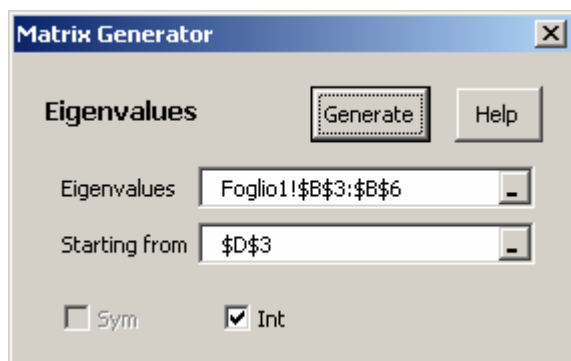 Matrix Generator
Eigenvalues
Generate
Help
Eigenvalues
Foglio1!$B$3:$B$6
Starting from
$D$3
Sym
Int